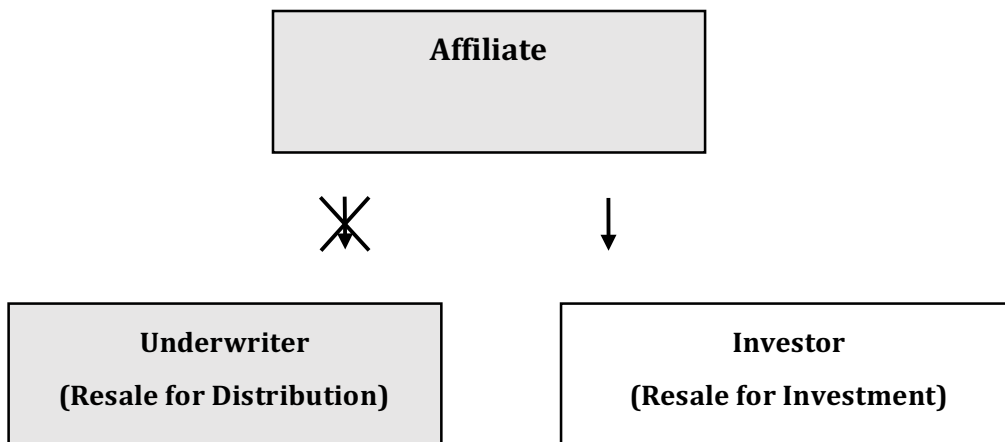 Affiliate
Underwriter
(Resale for Distribution)
Investor
(Resale for Investment)